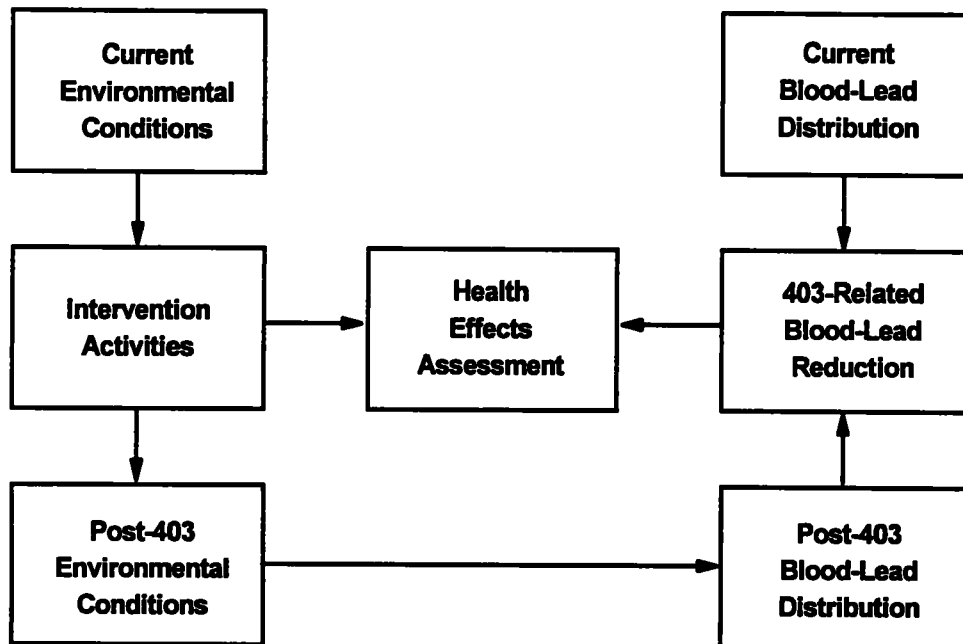 Current
Environmental
Conditions
Current
Blood-Lead
Distribution
Intervention
Activities
Health
Effects
Assessment
403-Related
Blood-Lead
Reduction
Post-403
Environmental
Conditions
Post-403
Blood-Lead
Distribution